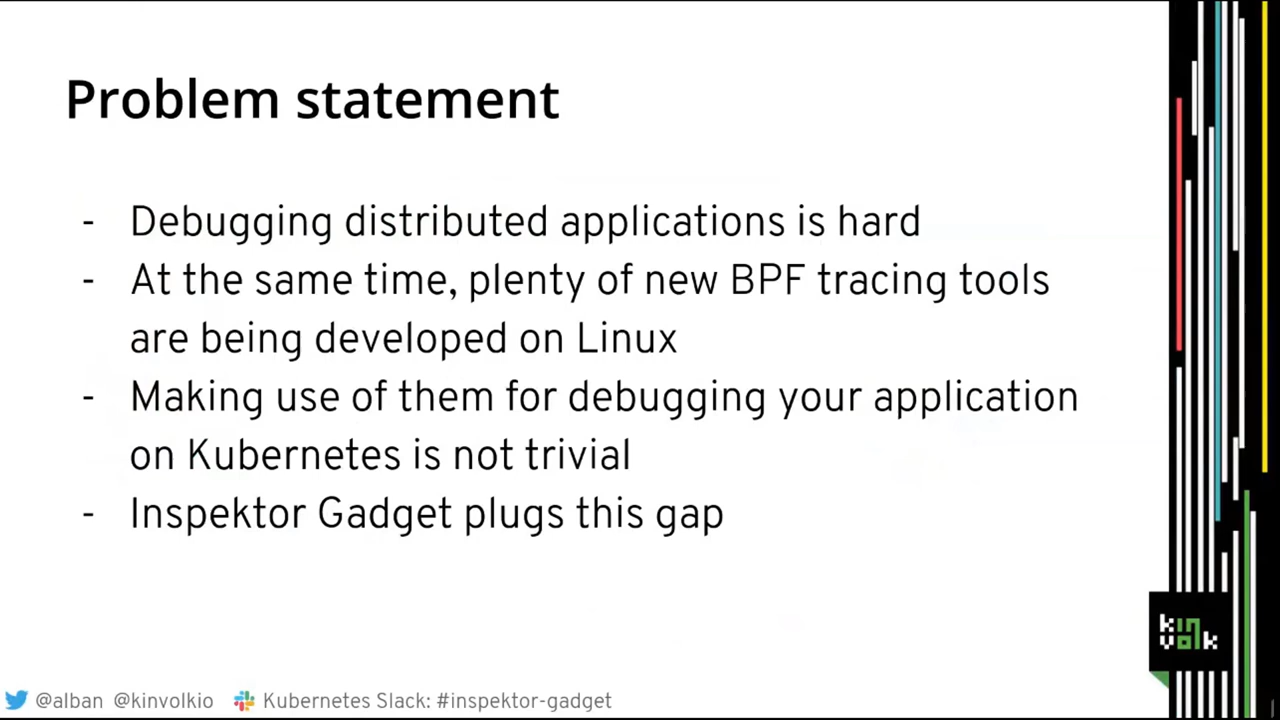 Problem statement
- Debugging distributed applications is hard
- At the same time, plenty of new BPF tracing tools
are being developed on Linux
- Making use of them for debugging your application
on Kubernetes is not trivial
- Inspektor Gadget plugs this gap
kin
volk
@alban @kinvolkio Kubernetes Slack: #inspektor-gadget